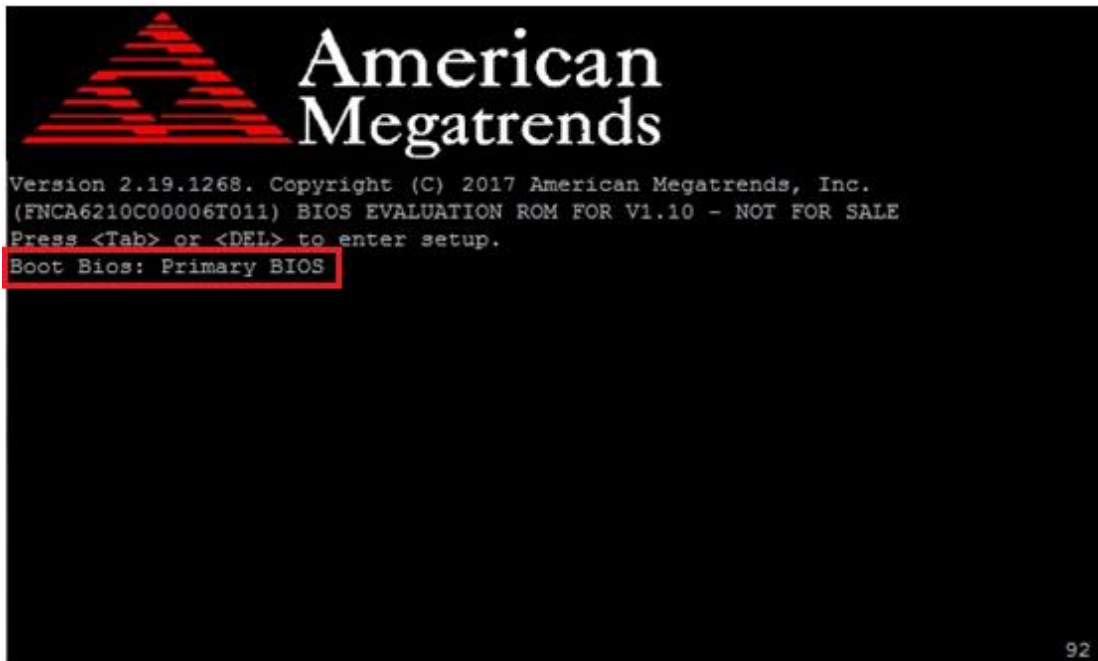 American
Megatrends
Version 2.19.1268. Copyright (C) 2017 American Megatrends, Inc.
(FNCA6210C00006T011) BIOS EVALUATION ROM FOR V1.10 - NOT FOR SALE
Press <Tab> or <DEL> to enter setup.
Boot Bios: Primary BIOS
92